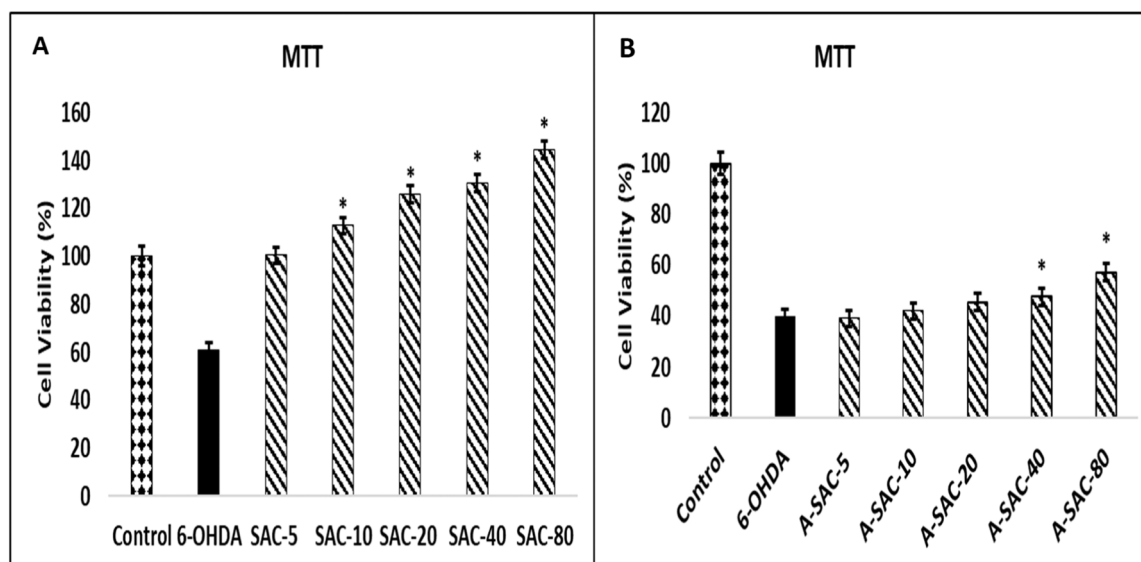 A
MTT
Cell Viability (%)
160
140
120
100
80
60
40
20
0
*
*
*
*
Control 6-OHDA SAC-5 SAC-10 SAC-20 SAC-40 SAC-80
B
MTT
Cell Viability (%)
120
100
80
60
40
20
0
*
*
Control 6-OHDA A-SAC-5 A-SAC-10 A-SAC-20 A-SAC-40 A-SAC-80